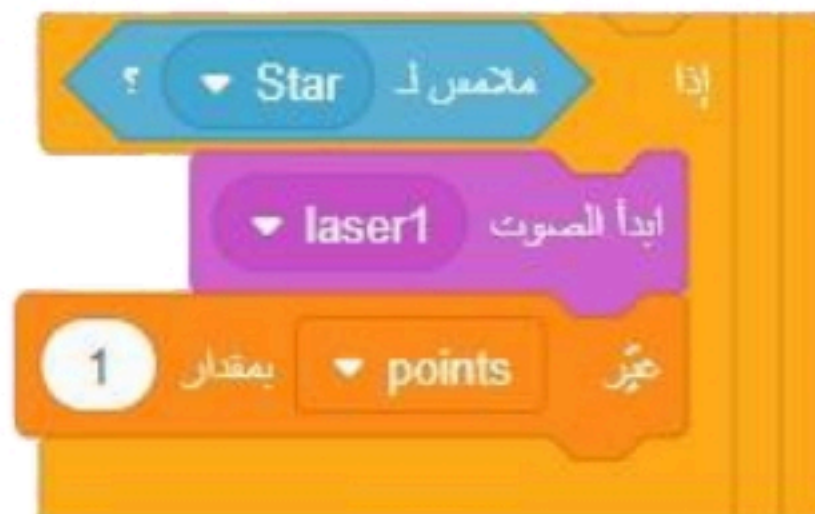 إذا ملامس لـ Star ؟
ابدأ الصوت laser1
غيّر points بمقدار 1